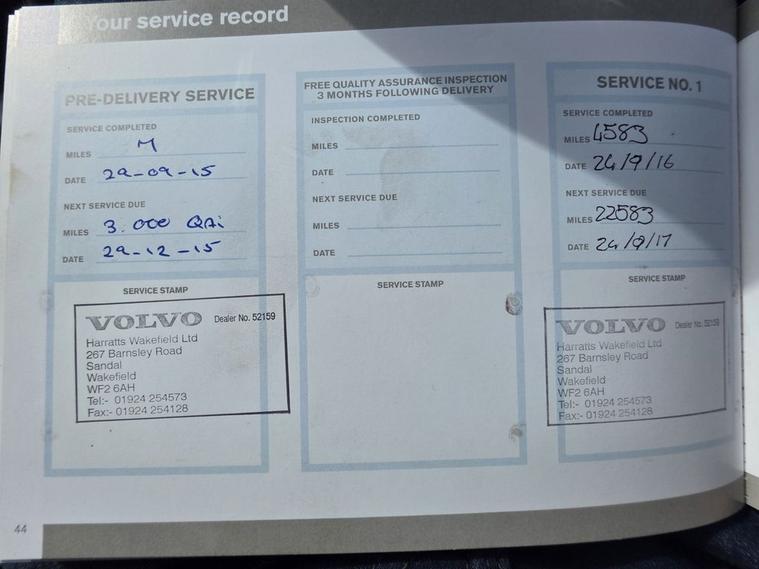 Your service record
PRE-DELIVERY SERVICE
SERVICE COMPLETED
MILES M
DATE 29-09-15
NEXT SERVICE DUE
MILES 3.000 QAi
DATE 29-12-15
SERVICE STAMP
VOLVO Dealer No. 52159
Harratts Wakefield Ltd
267 Barnsley Road
Sandal
Wakefield
WF2 6AH
Tel:- 01924 254573
Fax:- 01924 254128
FREE QUALITY ASSURANCE INSPECTION
3 MONTHS FOLLOWING DELIVERY
INSPECTION COMPLETED
MILES
DATE
NEXT SERVICE DUE
MILES
DATE
SERVICE STAMP
SERVICE NO. 1
SERVICE COMPLETED
MILES 4583
DATE 24/9/16
NEXT SERVICE DUE
MILES 22583
DATE 24/9/17
SERVICE STAMP
VOLVO Dealer No. 52159
Harratts Wakefield Ltd
267 Barnsley Road
Sandal
Wakefield
WF2 6AH
Tel:- 01924 254573
Fax:- 01924 254128
44